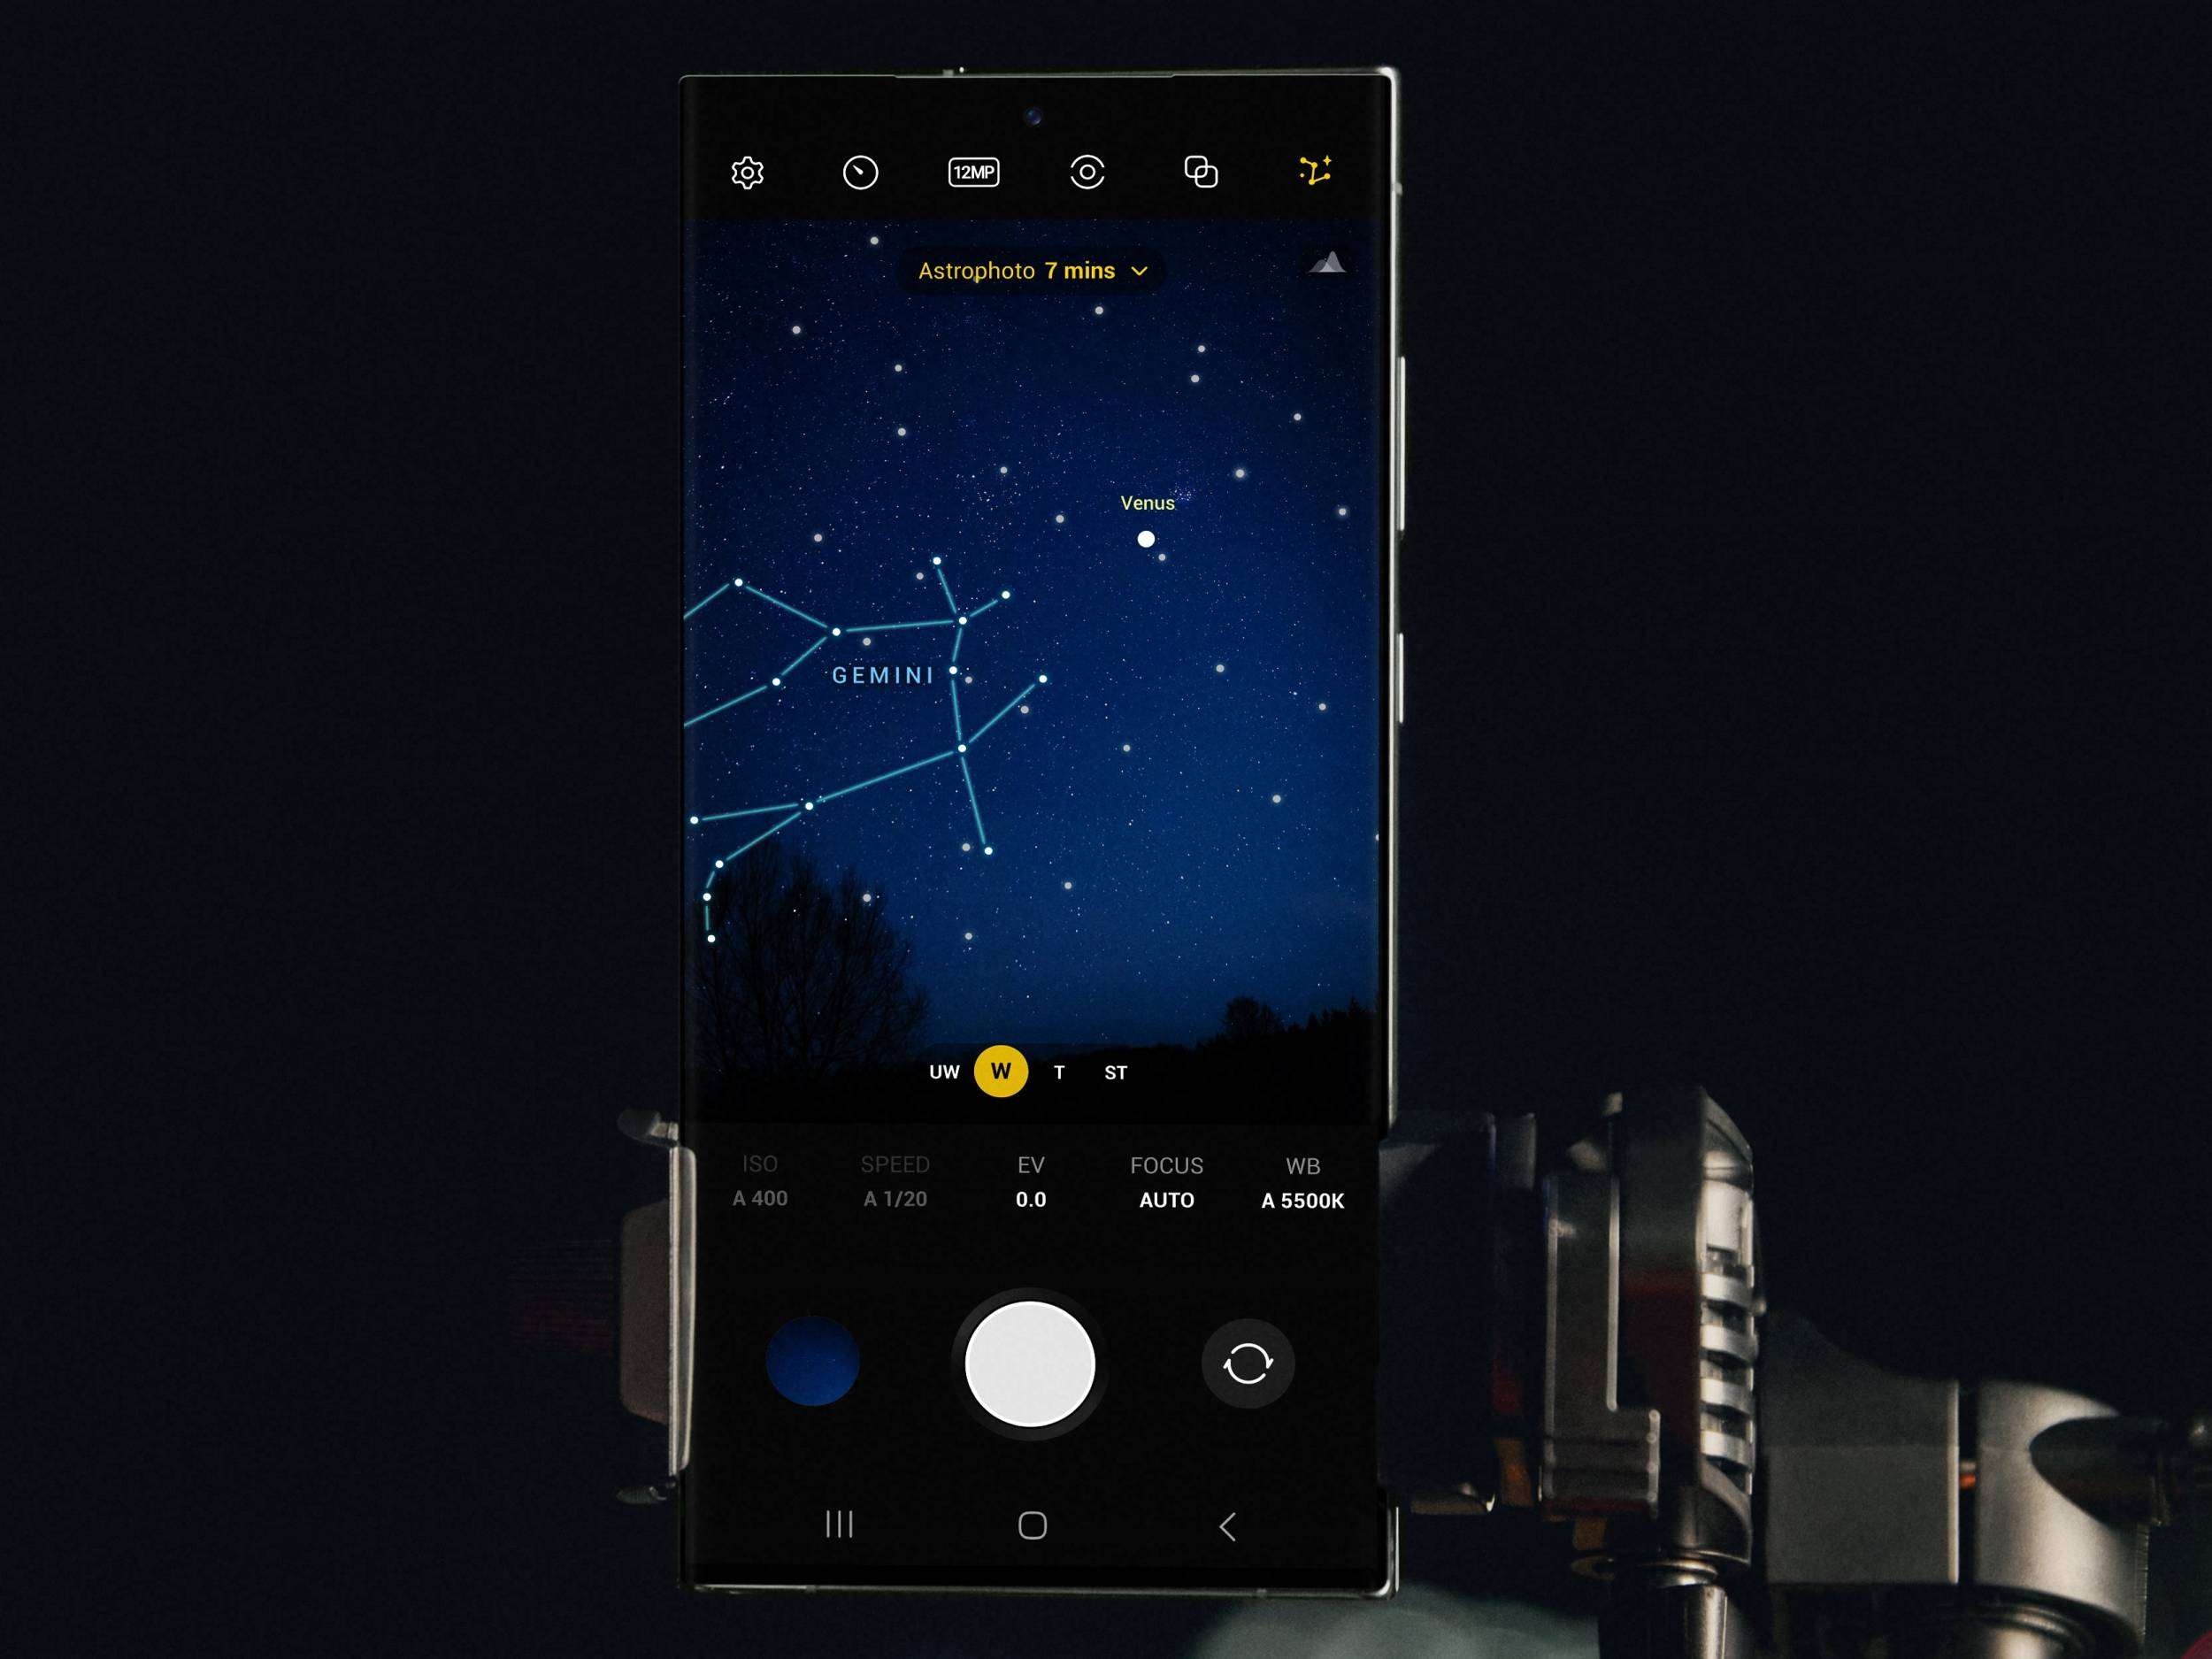 12MP
Astrophoto 7 mins
Venus
GEMINI
UW W T ST
ISO SPEED EV FOCUS WB
A 400 A 1/20 0.0 AUTO A 5500K